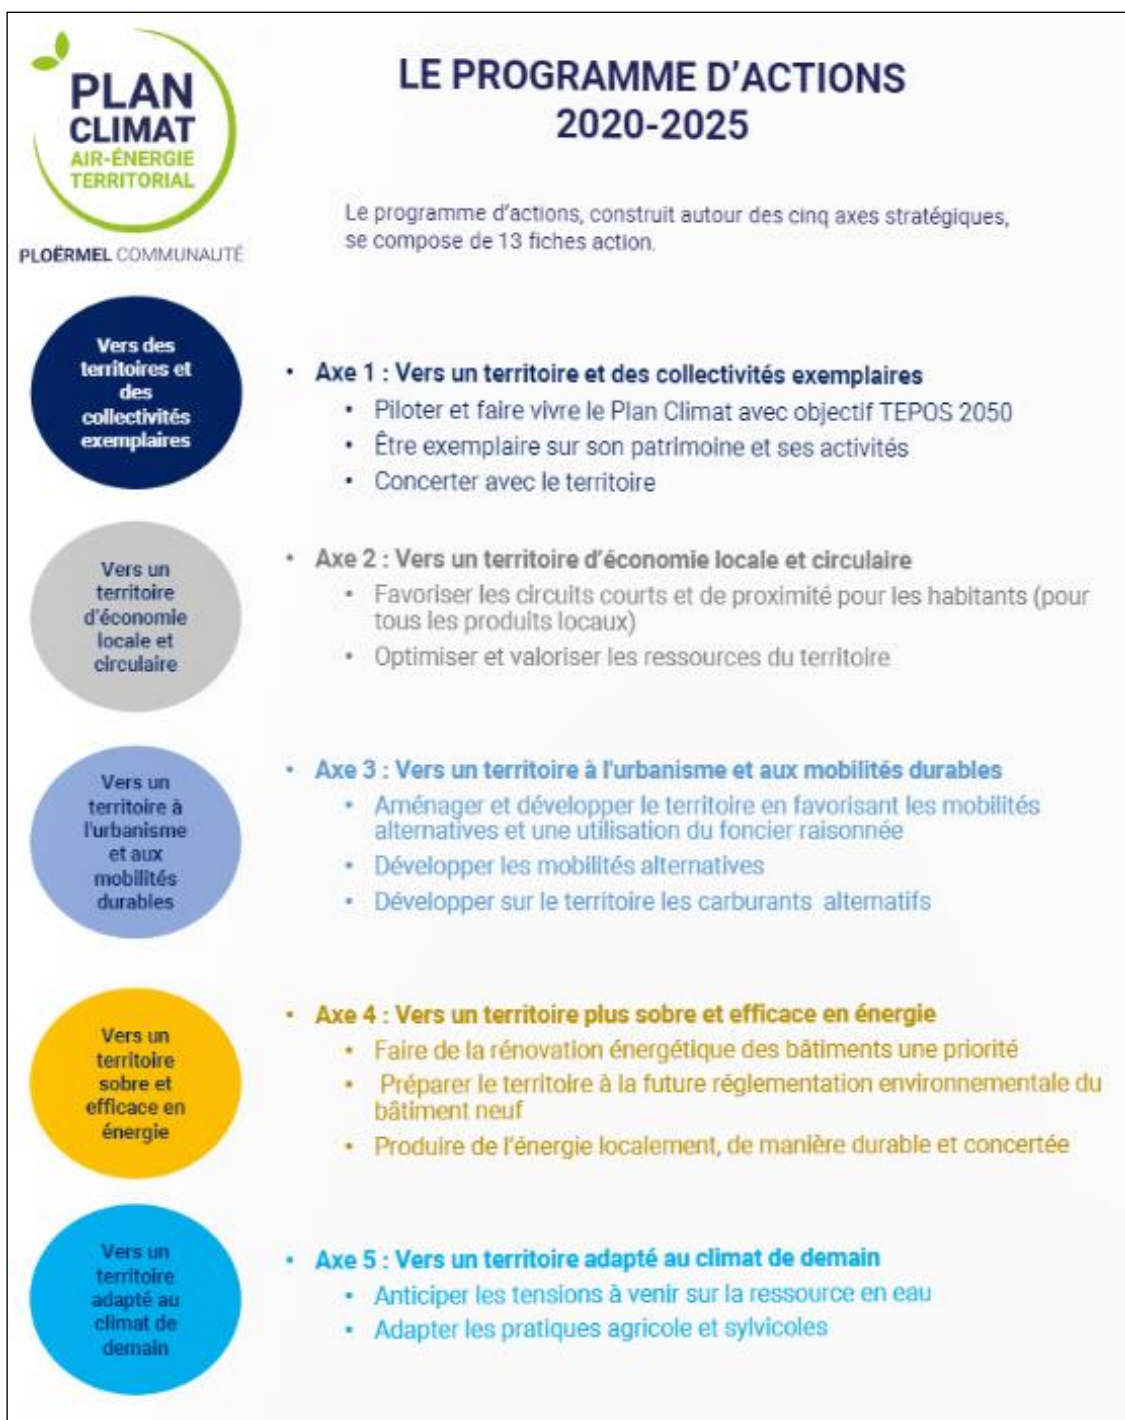 PLAN
CLIMAT
AIR-ÉNERGIE
TERRITORIAL
PLOËRMEL COMMUNAUTÉ
LE PROGRAMME D'ACTIONS
2020-2025
Le programme d'actions, construit autour des cinq axes stratégiques,
se compose de 13 fiches action.
Vers des
territoires et
des
collectivités
exemplaires
• Axe 1 : Vers un territoire et des collectivités exemplaires
• Piloter et faire vivre le Plan Climat avec objectif TEPOS 2050
• Être exemplaire sur son patrimoine et ses activités
• Concerter avec le territoire
Vers un
territoire
d'économie
locale et
circulaire
• Axe 2 : Vers un territoire d'économie locale et circulaire
• Favoriser les circuits courts et de proximité pour les habitants (pour
tous les produits locaux)
• Optimiser et valoriser les ressources du territoire
Vers un
territoire à
l'urbanisme
et aux
mobilités
durables
• Axe 3 : Vers un territoire à l'urbanisme et aux mobilités durables
• Aménager et développer le territoire en favorisant les mobilités
alternatives et une utilisation du foncier raisonnée
• Développer les mobilités alternatives
• Développer sur le territoire les carburants alternatifs
Vers un
territoire
sobre et
efficace en
énergie
• Axe 4 : Vers un territoire plus sobre et efficace en énergie
• Faire de la rénovation énergétique des bâtiments une priorité
• Préparer le territoire à la future réglementation environnementale du
bâtiment neuf
• Produire de l'énergie localement, de manière durable et concertée
Vers un
territoire
adapté au
climat de
demain
• Axe 5 : Vers un territoire adapté au climat de demain
• Anticiper les tensions à venir sur la ressource en eau
• Adapter les pratiques agricole et sylvicoles